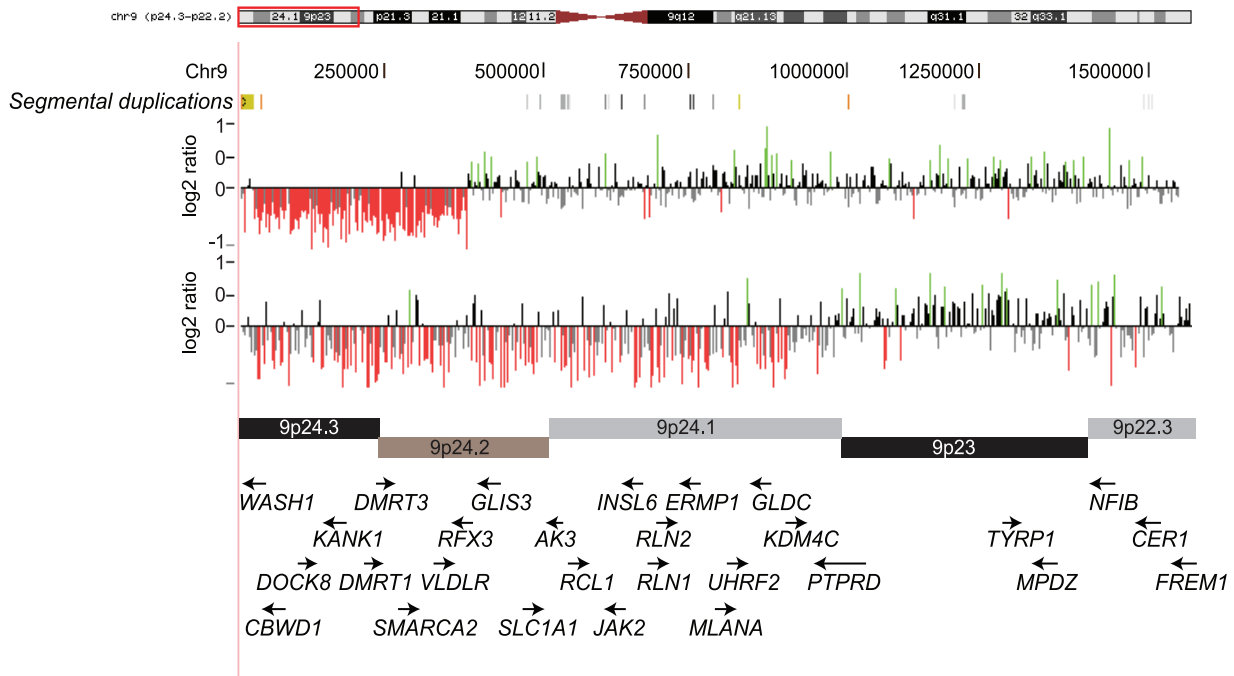 chr9 (p24.3–p22.2)
24.1 9p23 p21.3 21.1 12 11.2 9q12 q21.13 q31.1 32 q33.1
Chr9 250000 500000 750000 1000000 1250000 1500000
Segmental duplications
log2 ratio
1
0
0
-1
log2 ratio
1
0
0
9p24.3 9p24.1 9p22.3
9p24.2 9p23
WASH1 DMRT3 GLIS3 INSL6 ERMP1 GLDC NFIB
KANK1 RFX3 AK3 RLN2 KDM4C TYRP1 CER1
DOCK8 DMRT1 VLDLR RCL1 RLN1 UHRF2 PTPRD MPDZ FREM1
CBWD1 SMARCA2 SLC1A1 JAK2 MLANA